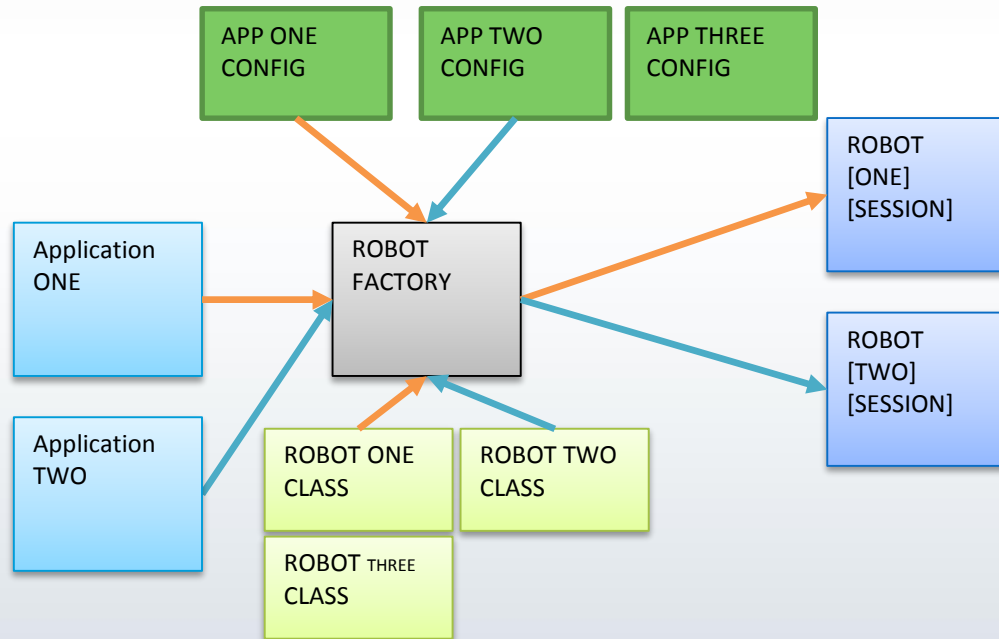 APP ONE
CONFIG
APP TWO
CONFIG
APP THREE
CONFIG
ROBOT
[ONE]
[SESSION]
Application
ONE
ROBOT
FACTORY
ROBOT
[TWO]
[SESSION]
Application
TWO
ROBOT ONE
CLASS
ROBOT TWO
CLASS
ROBOT THREE
CLASS